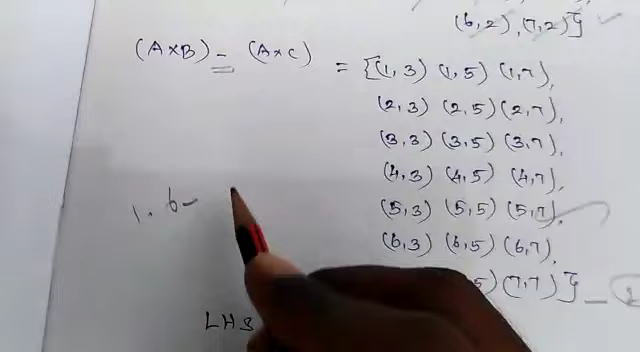 (6,2), (7,2)}
(A×B) - (A×C) = {(1,3) (1,5) (1,7),
(2,3) (2,5) (2,7),
(3,3) (3,5) (3,7),
(4,3) (4,5) (4,7),
(5,3) (5,5) (5,7),
1. b-
(6,3) (6,5) (6,7),
5) (7,7)}
LHS